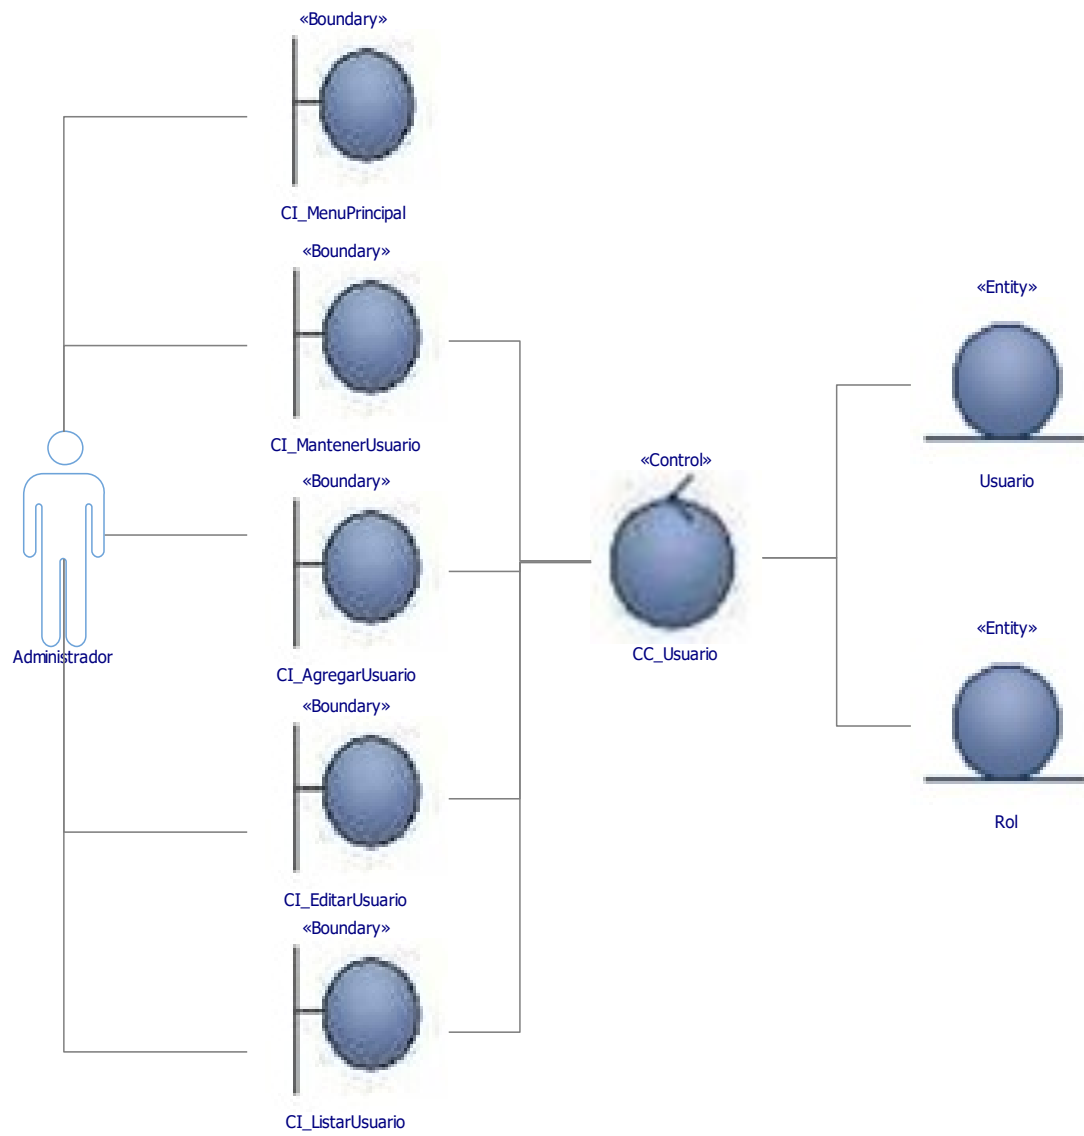 «Boundary»
CI_MenuPrincipal
«Boundary»
CI_MantenerUsuario
«Boundary»
CI_AgregarUsuario
«Boundary»
CI_EditarUsuario
«Boundary»
CI_ListarUsuario
Administrador
«Control»
CC_Usuario
«Entity»
Usuario
«Entity»
Rol